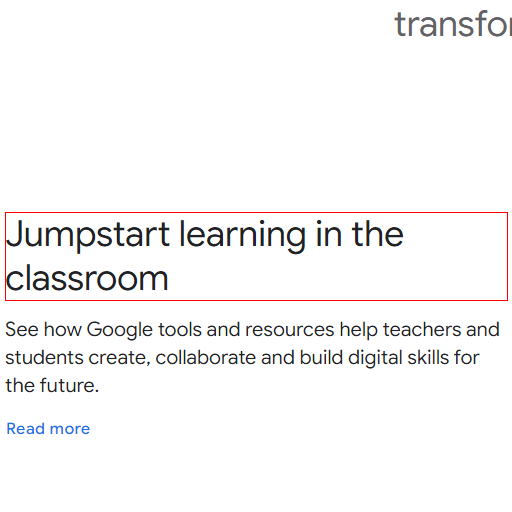 Jumpstart learning in the
classroom
See how Google tools and resources help teachers and
students create, collaborate and build digital skills for
the future.
Read more